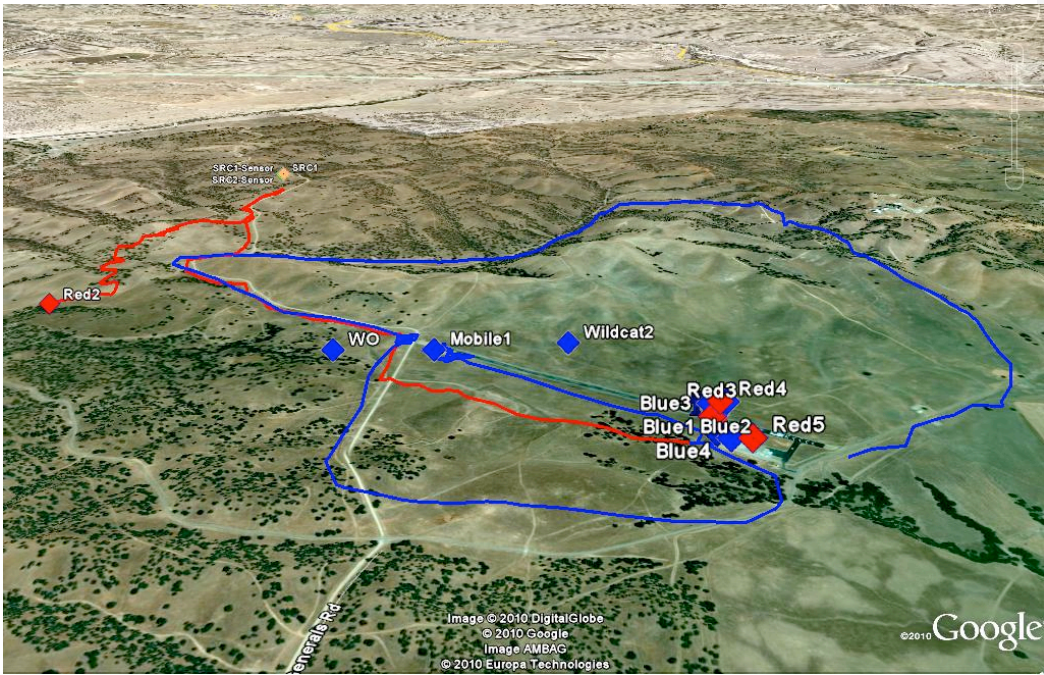 SRC1-Sensor SRC1
SRC2-Sensor
Red2
WO
Mobile1
Wildcat2
Red3 Red4
Blue3
Blue1 Blue2 Red5
Blue4
Generals Rd
Image © 2010 DigitalGlobe
© 2010 Google
Image AMBAG
© 2010 Europa Technologies
©2010 Google